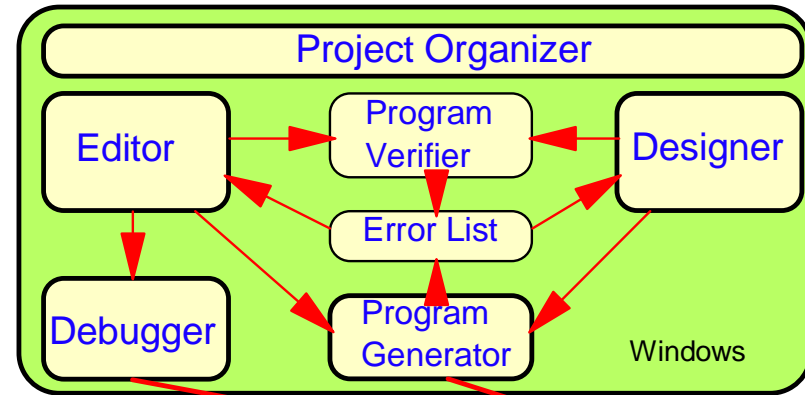 Project Organizer
Editor
Program
Verifier
Designer
Error List
Debugger
Program
Generator
Windows